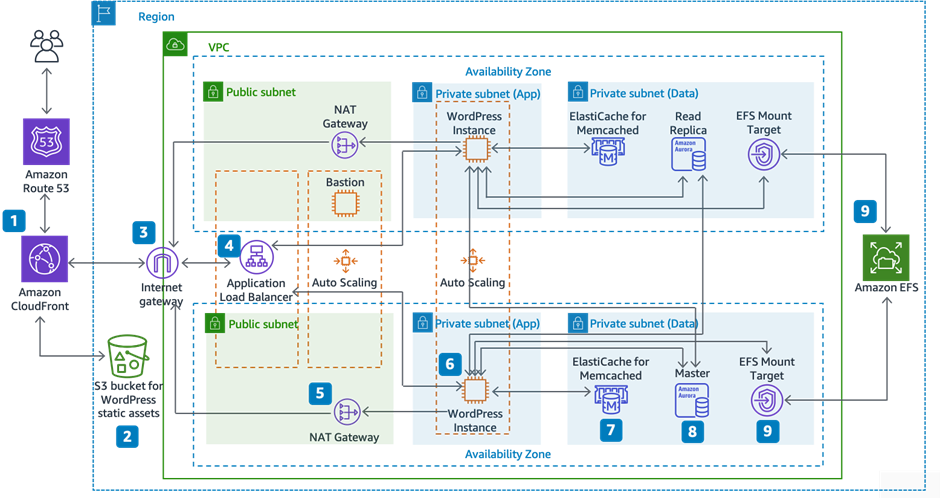 Region
VPC
Availability Zone
Public subnet
Private subnet (App)
Private subnet (Data)
NAT
Gateway
WordPress
Instance
ElastiCache for
Memcached
M
Read
Replica
Amazon
Aurora
EFS Mount
Target
53
Amazon
Route 53
Bastion
1
3
4
9
Amazon
CloudFront
Internet
gateway
Application
Load Balancer
Auto Scaling
Auto Scaling
Amazon EFS
Public subnet
Private subnet (App)
Private subnet (Data)
S3 bucket for
WordPress
static assets
2
5
NAT Gateway
6
WordPress
Instance
ElastiCache for
Memcached
M
7
Master
Amazon
Aurora
8
EFS Mount
Target
9
Availability Zone